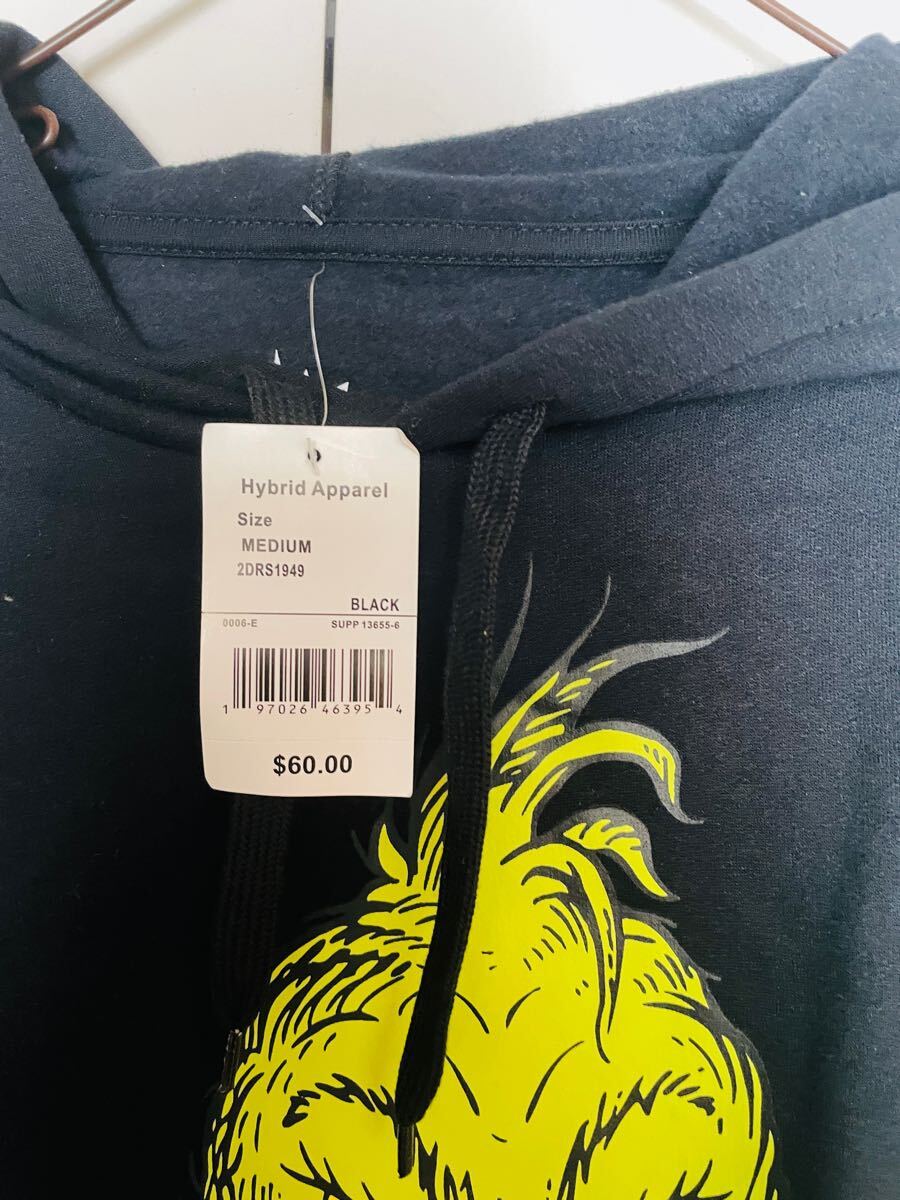 Hybrid Apparel
Size
MEDIUM
2DRS1949
BLACK
0006-E SUPP 13655-6
1 97026 46395 4
$60.00